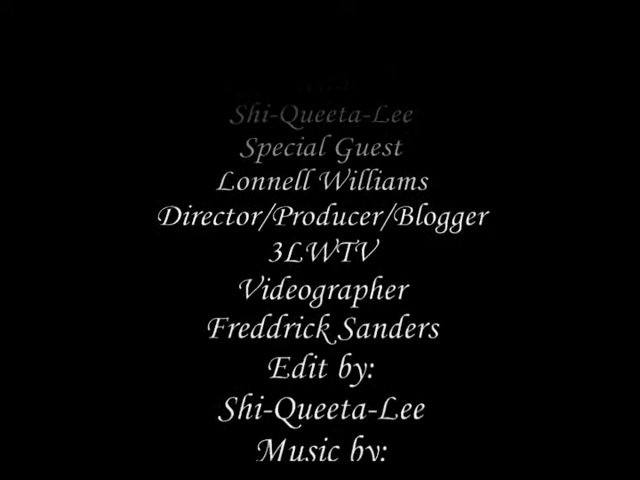 Shi-Queeta-Lee
Special Guest
Lonnell Williams
Director/Producer/Blogger
3LWTV
Videographer
Freddrick Sanders
Edit by:
Shi-Queeta-Lee
Music by: